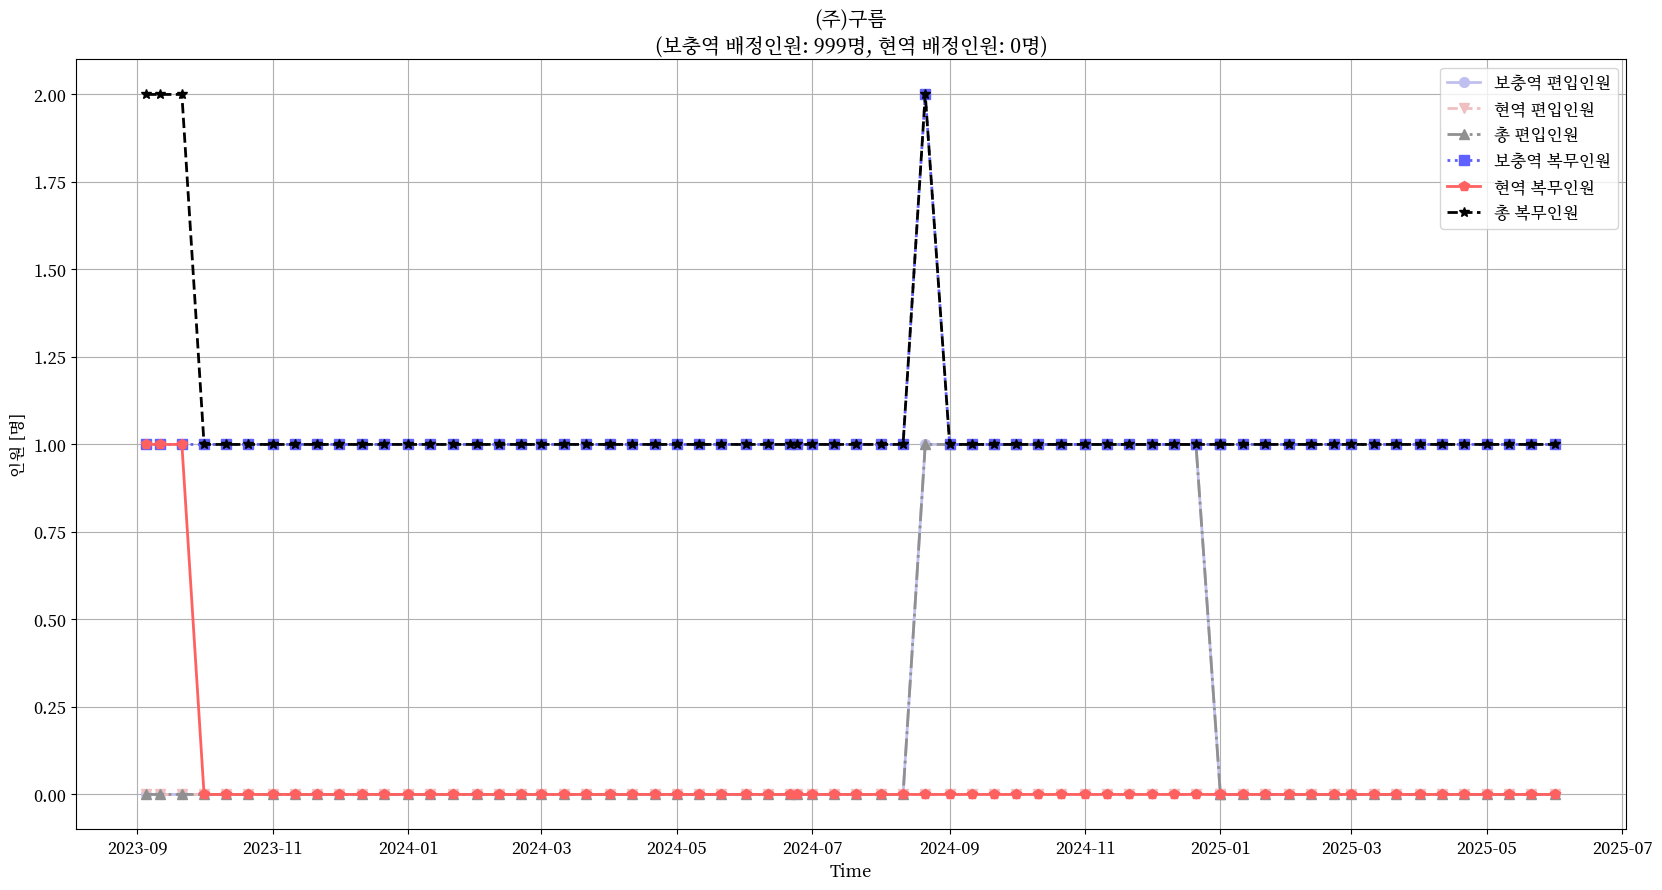 (주)구름
(보충역 배정인원: 999명, 현역 배정인원: 0명)
보충역 편입인원
현역 편입인원
총 편입인원
보충역 복무인원
현역 복무인원
총 복무인원
인원 [명]
2.00
1.75
1.50
1.25
1.00
0.75
0.50
0.25
0.00
2023-09 2023-11 2024-01 2024-03 2024-05 2024-07 2024-09 2024-11 2025-01 2025-03 2025-05 2025-07
Time